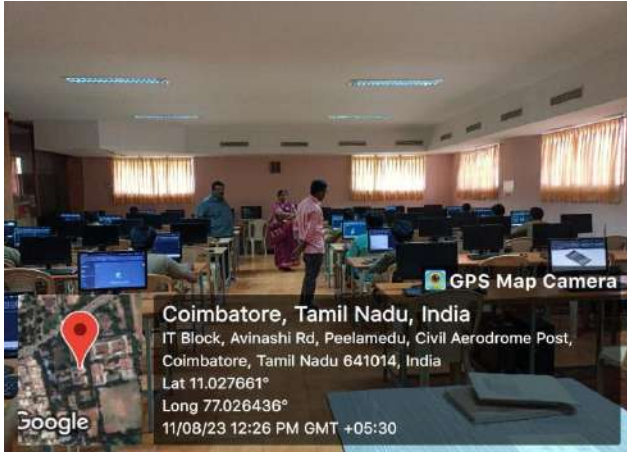 GPS Map Camera
Coimbatore, Tamil Nadu, India
IT Block, Avinashi Rd, Peelamedu, Civil Aerodrome Post,
Coimbatore, Tamil Nadu 641014, India
Lat 11.027661°
Long 77.026436°
11/08/23 12:26 PM GMT +05:30
Google